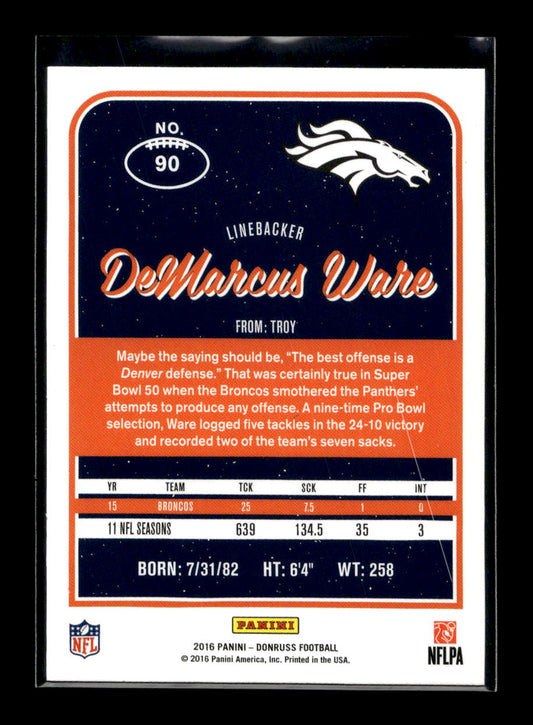 NO.
90
LINEBACKER
DeMarcus Ware
FROM: TROY
Maybe the saying should be, "The best offense is a
Denver defense." That was certainly true in Super
Bowl 50 when the Broncos smothered the Panthers'
attempts to produce any offense. A nine-time Pro Bowl
selection, Ware logged five tackles in the 24-10 victory
and recorded two of the team's seven sacks.
YR TEAM TCK SCK FF INT
15 BRONCOS 25 7.5 1 0
11 NFL SEASONS 639 134.5 35 3
BORN: 7/31/82 HT: 6'4" WT: 258
PANINI
NFL
2016 PANINI – DONRUSS FOOTBALL
© 2016 Panini America, Inc. Printed in the USA.
NFLPA